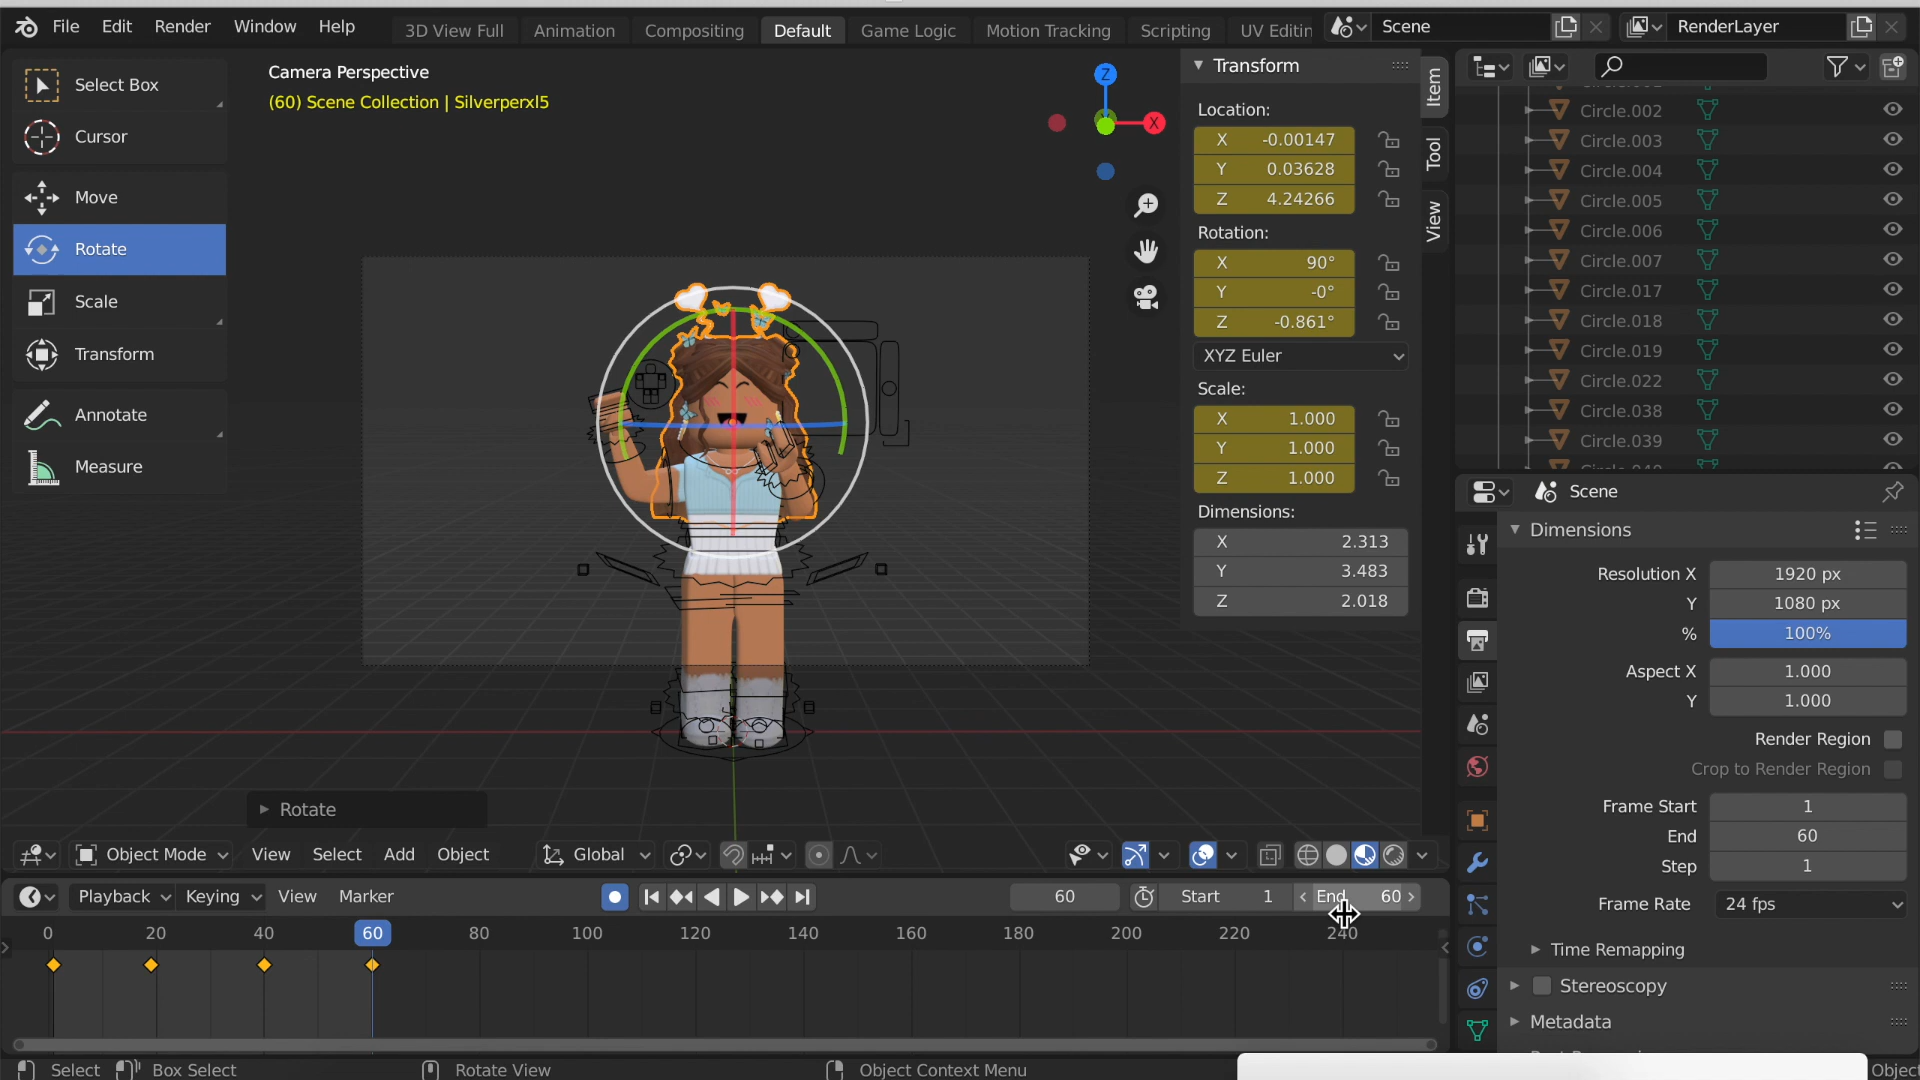 File Edit Render Window Help 3D View Full Animation Compositing Default Game Logic Motion Tracking Scripting UV Editin Scene RenderLayer
Select Box
Cursor
Move
Rotate
Scale
Transform
Annotate
Measure
Camera Perspective
(60) Scene Collection | Silverperxl5
Z
X
Rotate
Transform
Location:
X -0.00147
Y 0.03628
Z 4.24266
Rotation:
X 90°
Y -0°
Z -0.861°
XYZ Euler
Scale:
X 1.000
Y 1.000
Z 1.000
Dimensions:
X 2.313
Y 3.483
Z 2.018
Item
Tool
View
Circle.002
Circle.003
Circle.004
Circle.005
Circle.006
Circle.007
Circle.017
Circle.018
Circle.019
Circle.022
Circle.038
Circle.039
Scene
Dimensions
Resolution X 1920 px
Y 1080 px
% 100%
Aspect X 1.000
Y 1.000
Render Region
Crop to Render Region
Frame Start 1
End 60
Step 1
Frame Rate 24 fps
Time Remapping
Stereoscopy
Metadata
Object Mode View Select Add Object Global
Playback Keying View Marker 60 Start 1 End 60
0 20 40 60 80 100 120 140 160 180 200 220 240
Select Box Select Rotate View Object Context Menu Object